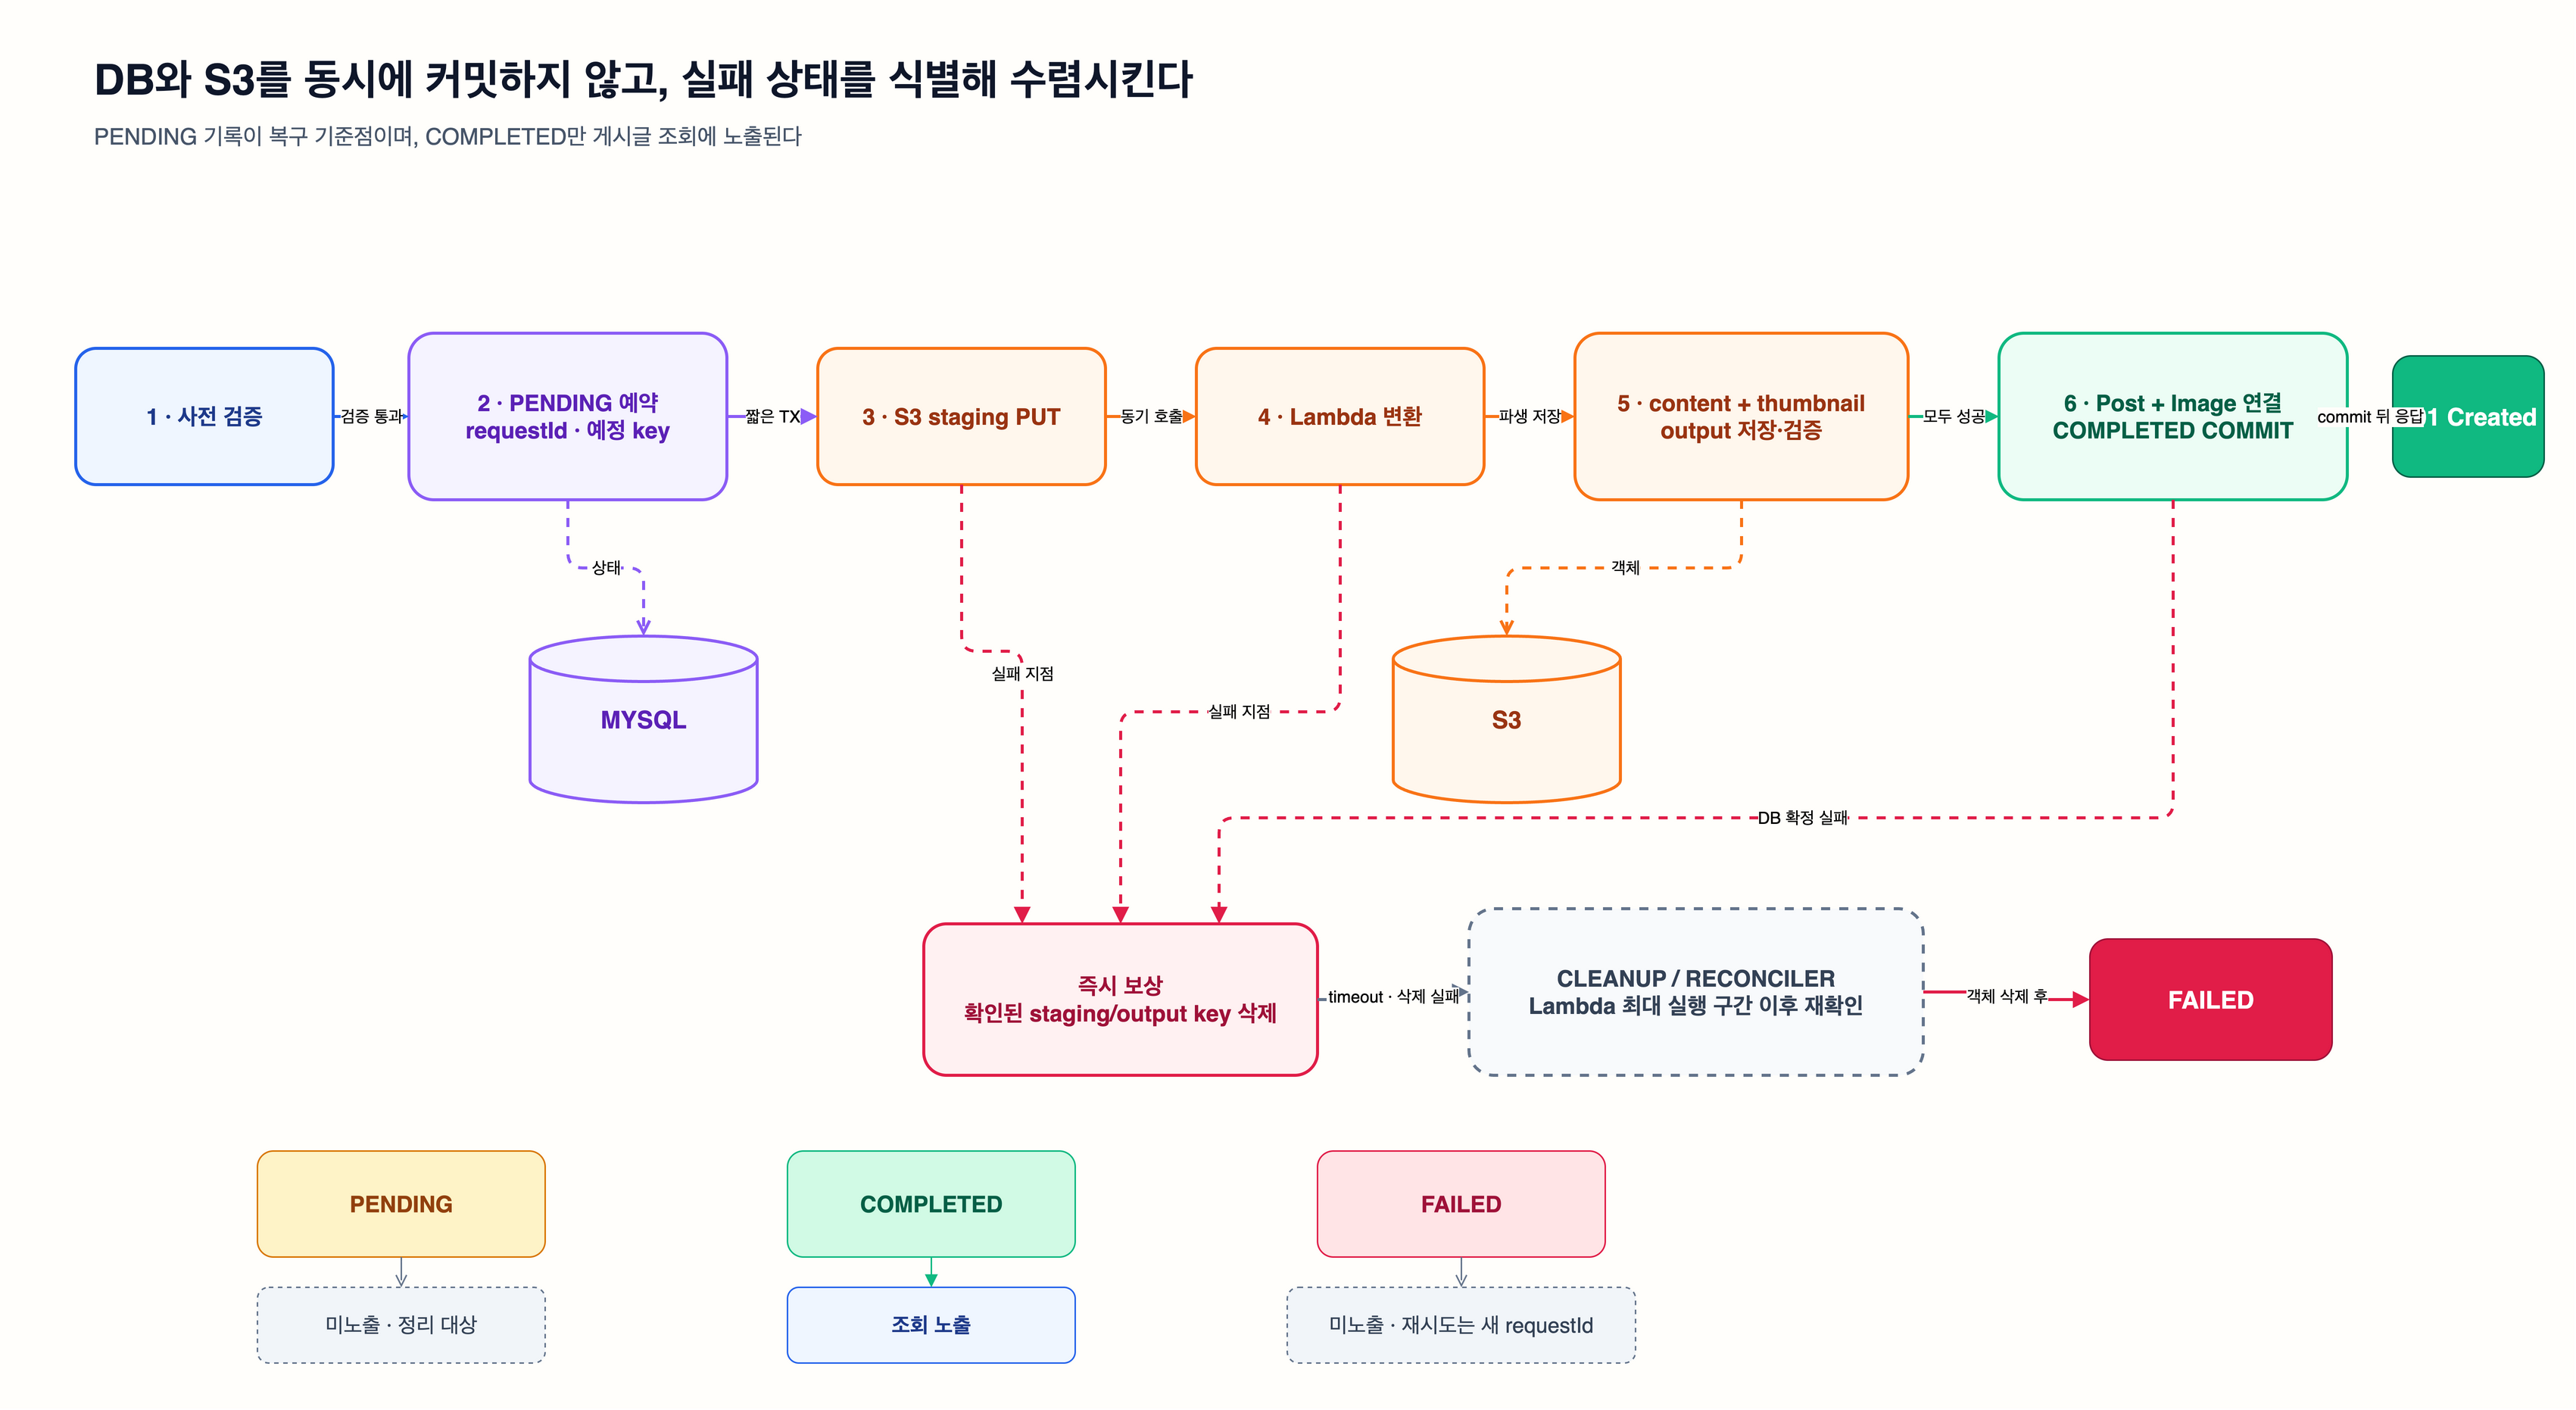 DB와 S3를 동시에 커밋하지 않고, 실패 상태를 식별해 수렴시킨다
PENDING 기록이 복구 기준점이며, COMPLETED만 게시글 조회에 노출된다
1 · 사전 검증
검증 통과
2 · PENDING 예약
requestId · 예정 key
짧은 TX
3 · S3 staging PUT
동기 호출
4 · Lambda 변환
파생 저장
5 · content + thumbnail
output 저장·검증
모두 성공
6 · Post + Image 연결
COMPLETED COMMIT
commit 뒤 응답
1 Created
상태
객체
MYSQL
실패 지점
실패 지점
S3
DB 확정 실패
즉시 보상
확인된 staging/output key 삭제
timeout · 삭제 실패
CLEANUP / RECONCILER
Lambda 최대 실행 구간 이후 재확인
객체 삭제 후
FAILED
PENDING
COMPLETED
FAILED
미노출 · 정리 대상
조회 노출
미노출 · 재시도는 새 requestId